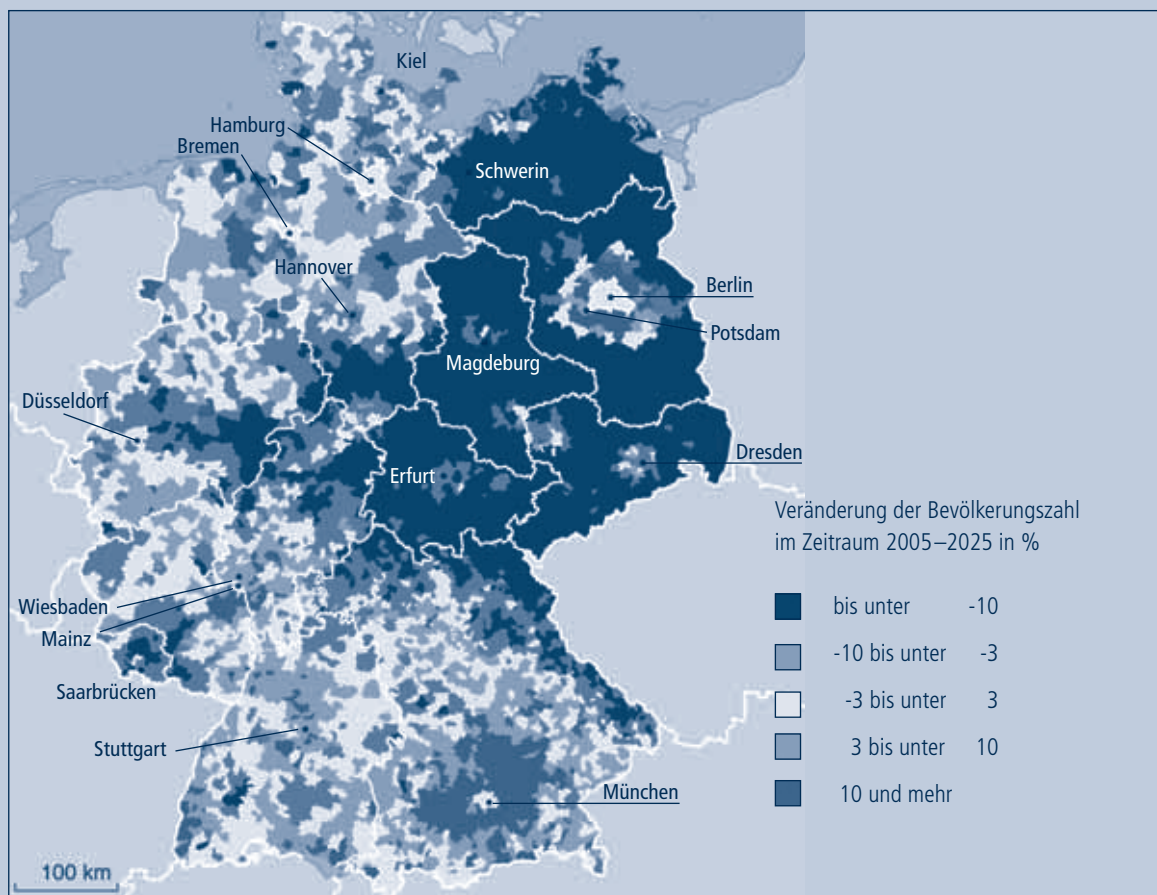 Kiel
Hamburg
Bremen
Schwerin
Hannover
Berlin
Potsdam
Magdeburg
Düsseldorf
Dresden
Erfurt
Wiesbaden
Mainz
Saarbrücken
Stuttgart
München
100 km
Veränderung der Bevölkerungszahl
im Zeitraum 2005–2025 in %
bis unter -10
-10 bis unter -3
-3 bis unter 3
3 bis unter 10
10 und mehr